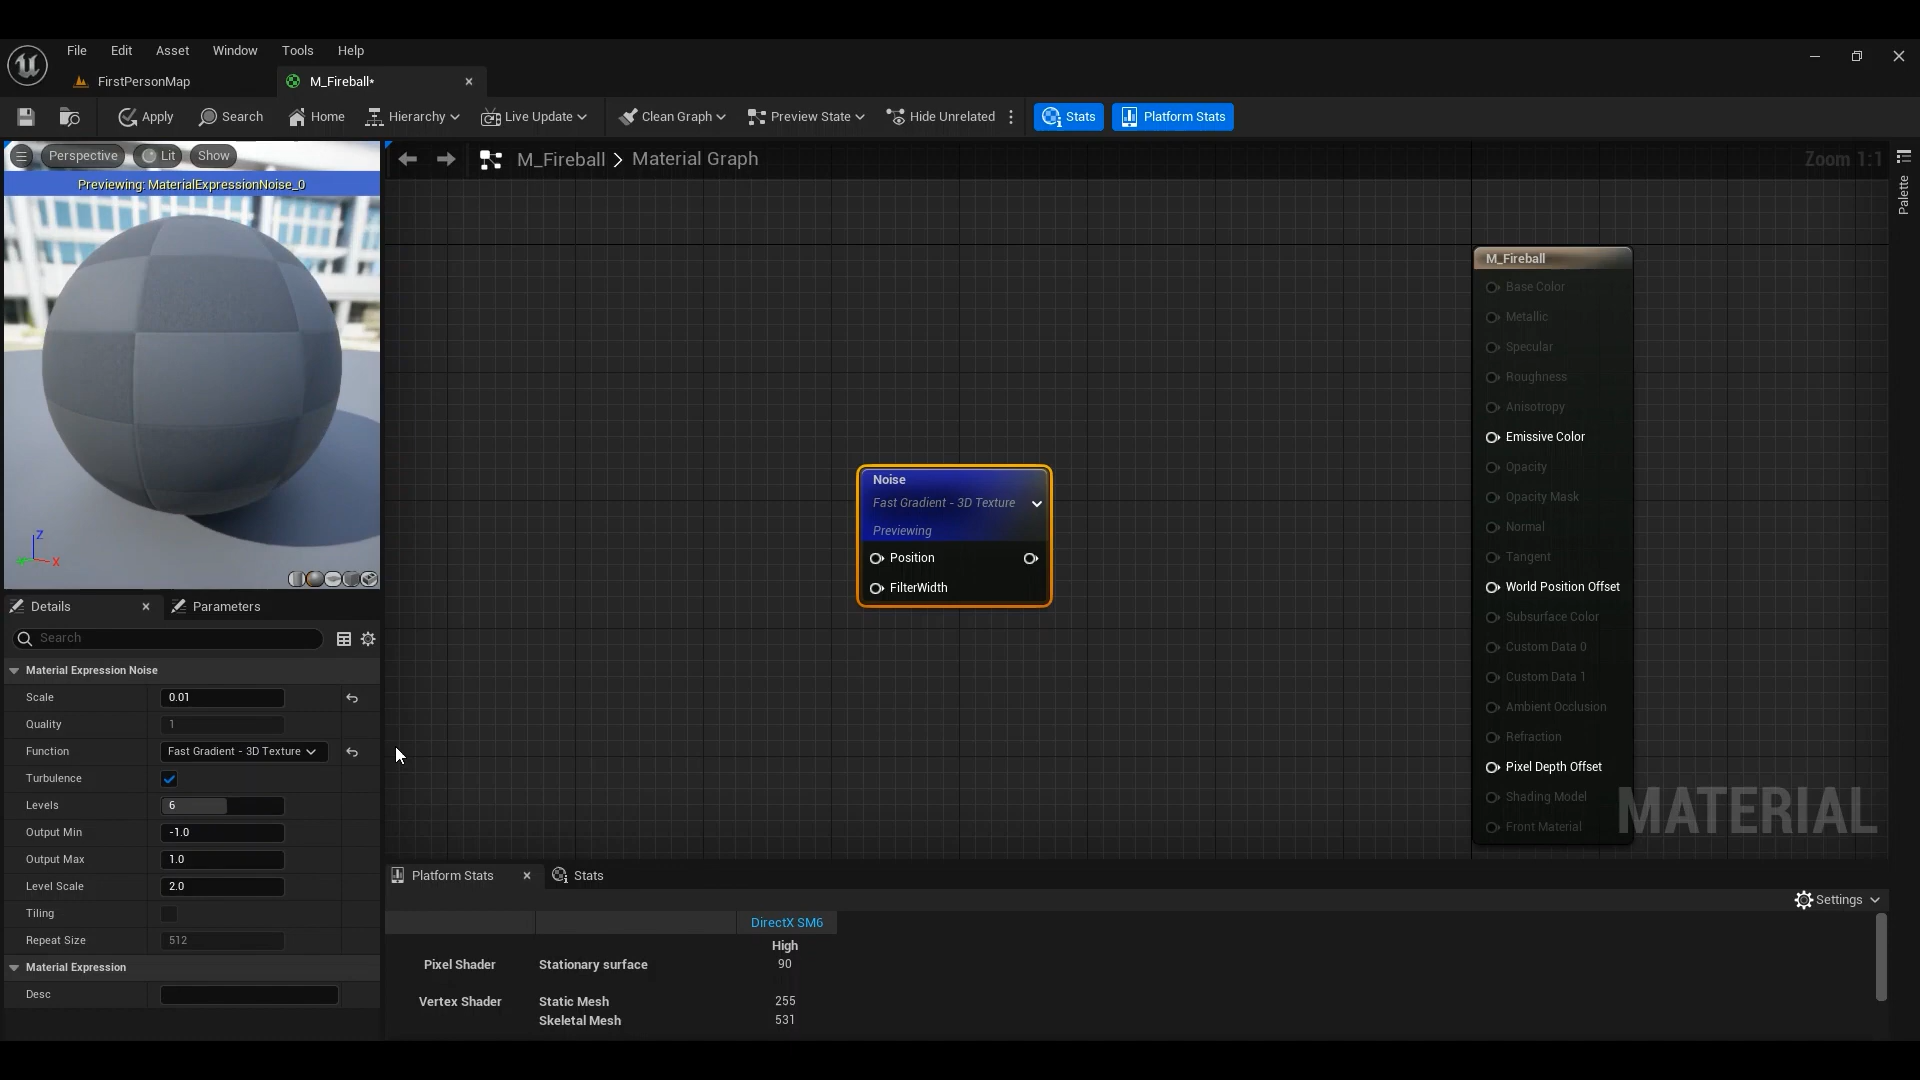 File Edit Asset Window Tools Help
FirstPersonMap M_Fireball*
Apply Search Home Hierarchy Live Update Clean Graph Preview State Hide Unrelated Stats Platform Stats
Perspective Lit Show
M_Fireball Material Graph
Zoom 1:1
Palette
Previewing: MaterialExpressionNoise_0
Z
X
Noise
Fast Gradient - 3D Texture
Previewing
Position
FilterWidth
M_Fireball
Base Color
Metallic
Specular
Roughness
Anisotropy
Emissive Color
Opacity
Opacity Mask
Normal
Tangent
World Position Offset
Subsurface Color
Custom Data 0
Custom Data 1
Ambient Occlusion
Refraction
Pixel Depth Offset
Shading Model
Front Material
MATERIAL
Details Parameters
Search
Material Expression Noise
Scale 0.01
Quality 1
Function Fast Gradient - 3D Texture
Turbulence
Levels 6
Output Min -1.0
Output Max 1.0
Level Scale 2.0
Tiling
Repeat Size 512
Material Expression
Desc
Platform Stats Stats
Settings
DirectX SM6
High
Pixel Shader Stationary surface 90
Vertex Shader Static Mesh 255
Skeletal Mesh 531